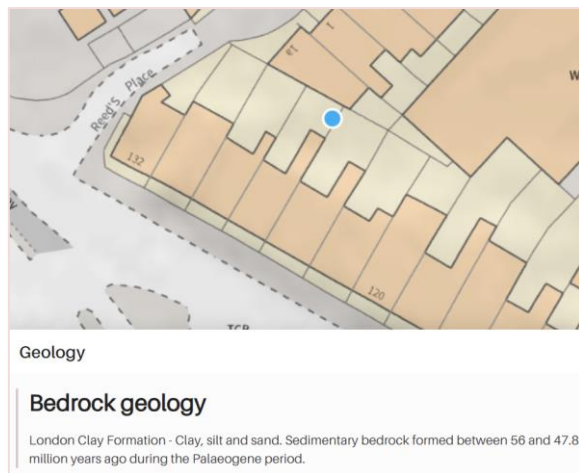 1
1a
W
Reed's Place
132
120
TCB
Geology
Bedrock geology
London Clay Formation - Clay, silt and sand. Sedimentary bedrock formed between 56 and 47.8
million years ago during the Palaeogene period.